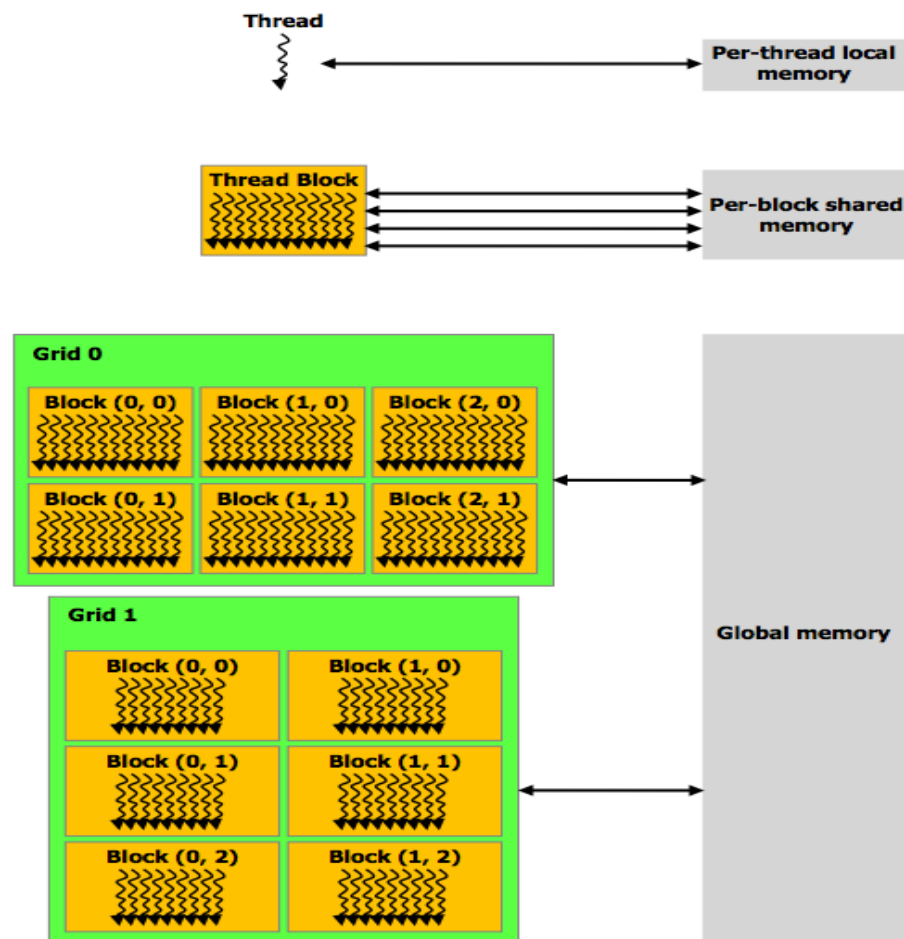 Thread
Per-thread local
memory
Thread Block
Per-block shared
memory
Grid 0
Block (0, 0)
Block (1, 0)
Block (2, 0)
Block (0, 1)
Block (1, 1)
Block (2, 1)
Grid 1
Global memory
Block (0, 0)
Block (1, 0)
Block (0, 1)
Block (1, 1)
Block (0, 2)
Block (1, 2)